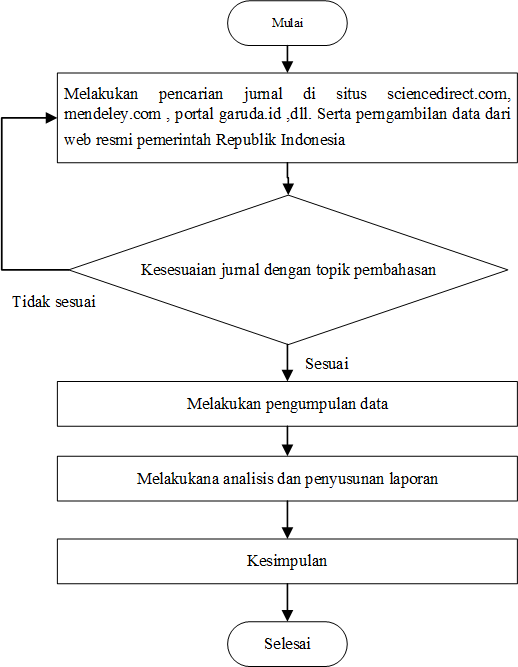 Mulai
Melakukan pencarian jurnal di situs sciencedirect.com,
mendeley.com , portal garuda.id ,dll. Serta perngambilan data dari
web resmi pemerintah Republik Indonesia
Kesesuaian jurnal dengan topik pembahasan
Tidak sesuai
Sesuai
Melakukan pengumpulan data
Melakukana analisis dan penyusunan laporan
Kesimpulan
Selesai